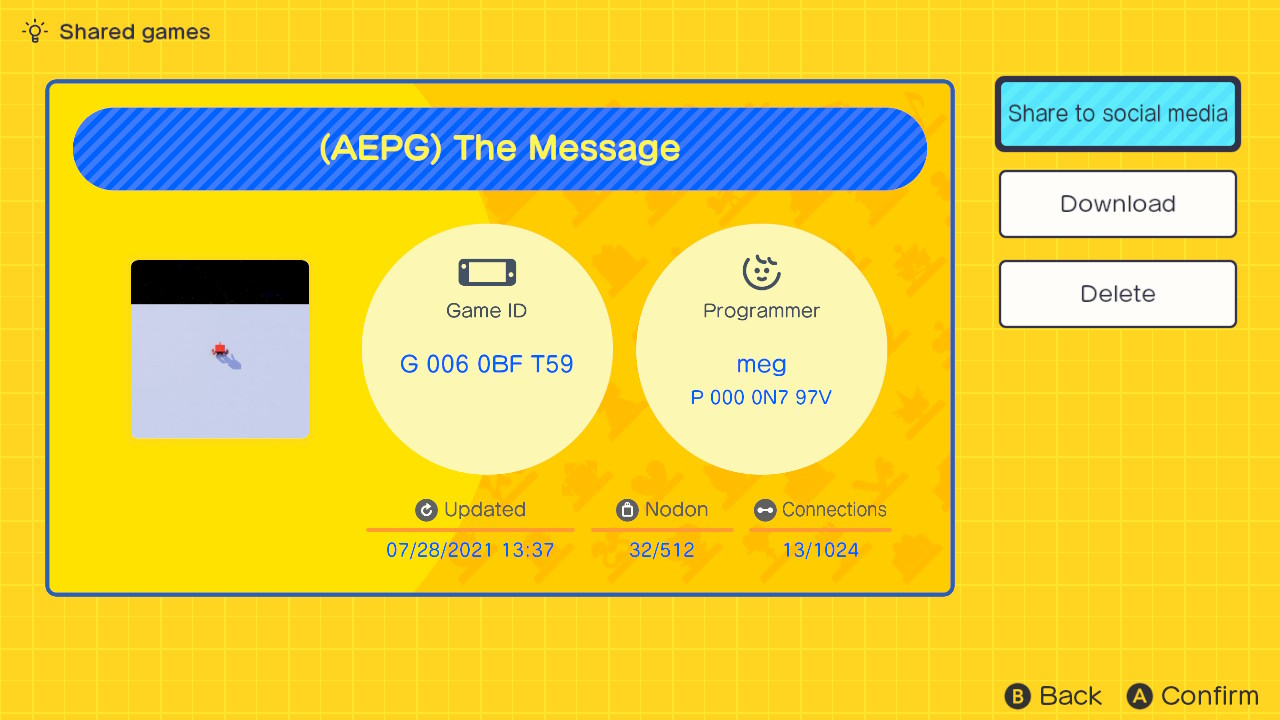 Shared games
(AEPG) The Message
Share to social media
Download
Delete
Game ID
G 006 0BF T59
Programmer
meg
P 000 0N7 97V
Updated
07/28/2021 13:37
Nodon
32/512
Connections
13/1024
B Back
A Confirm